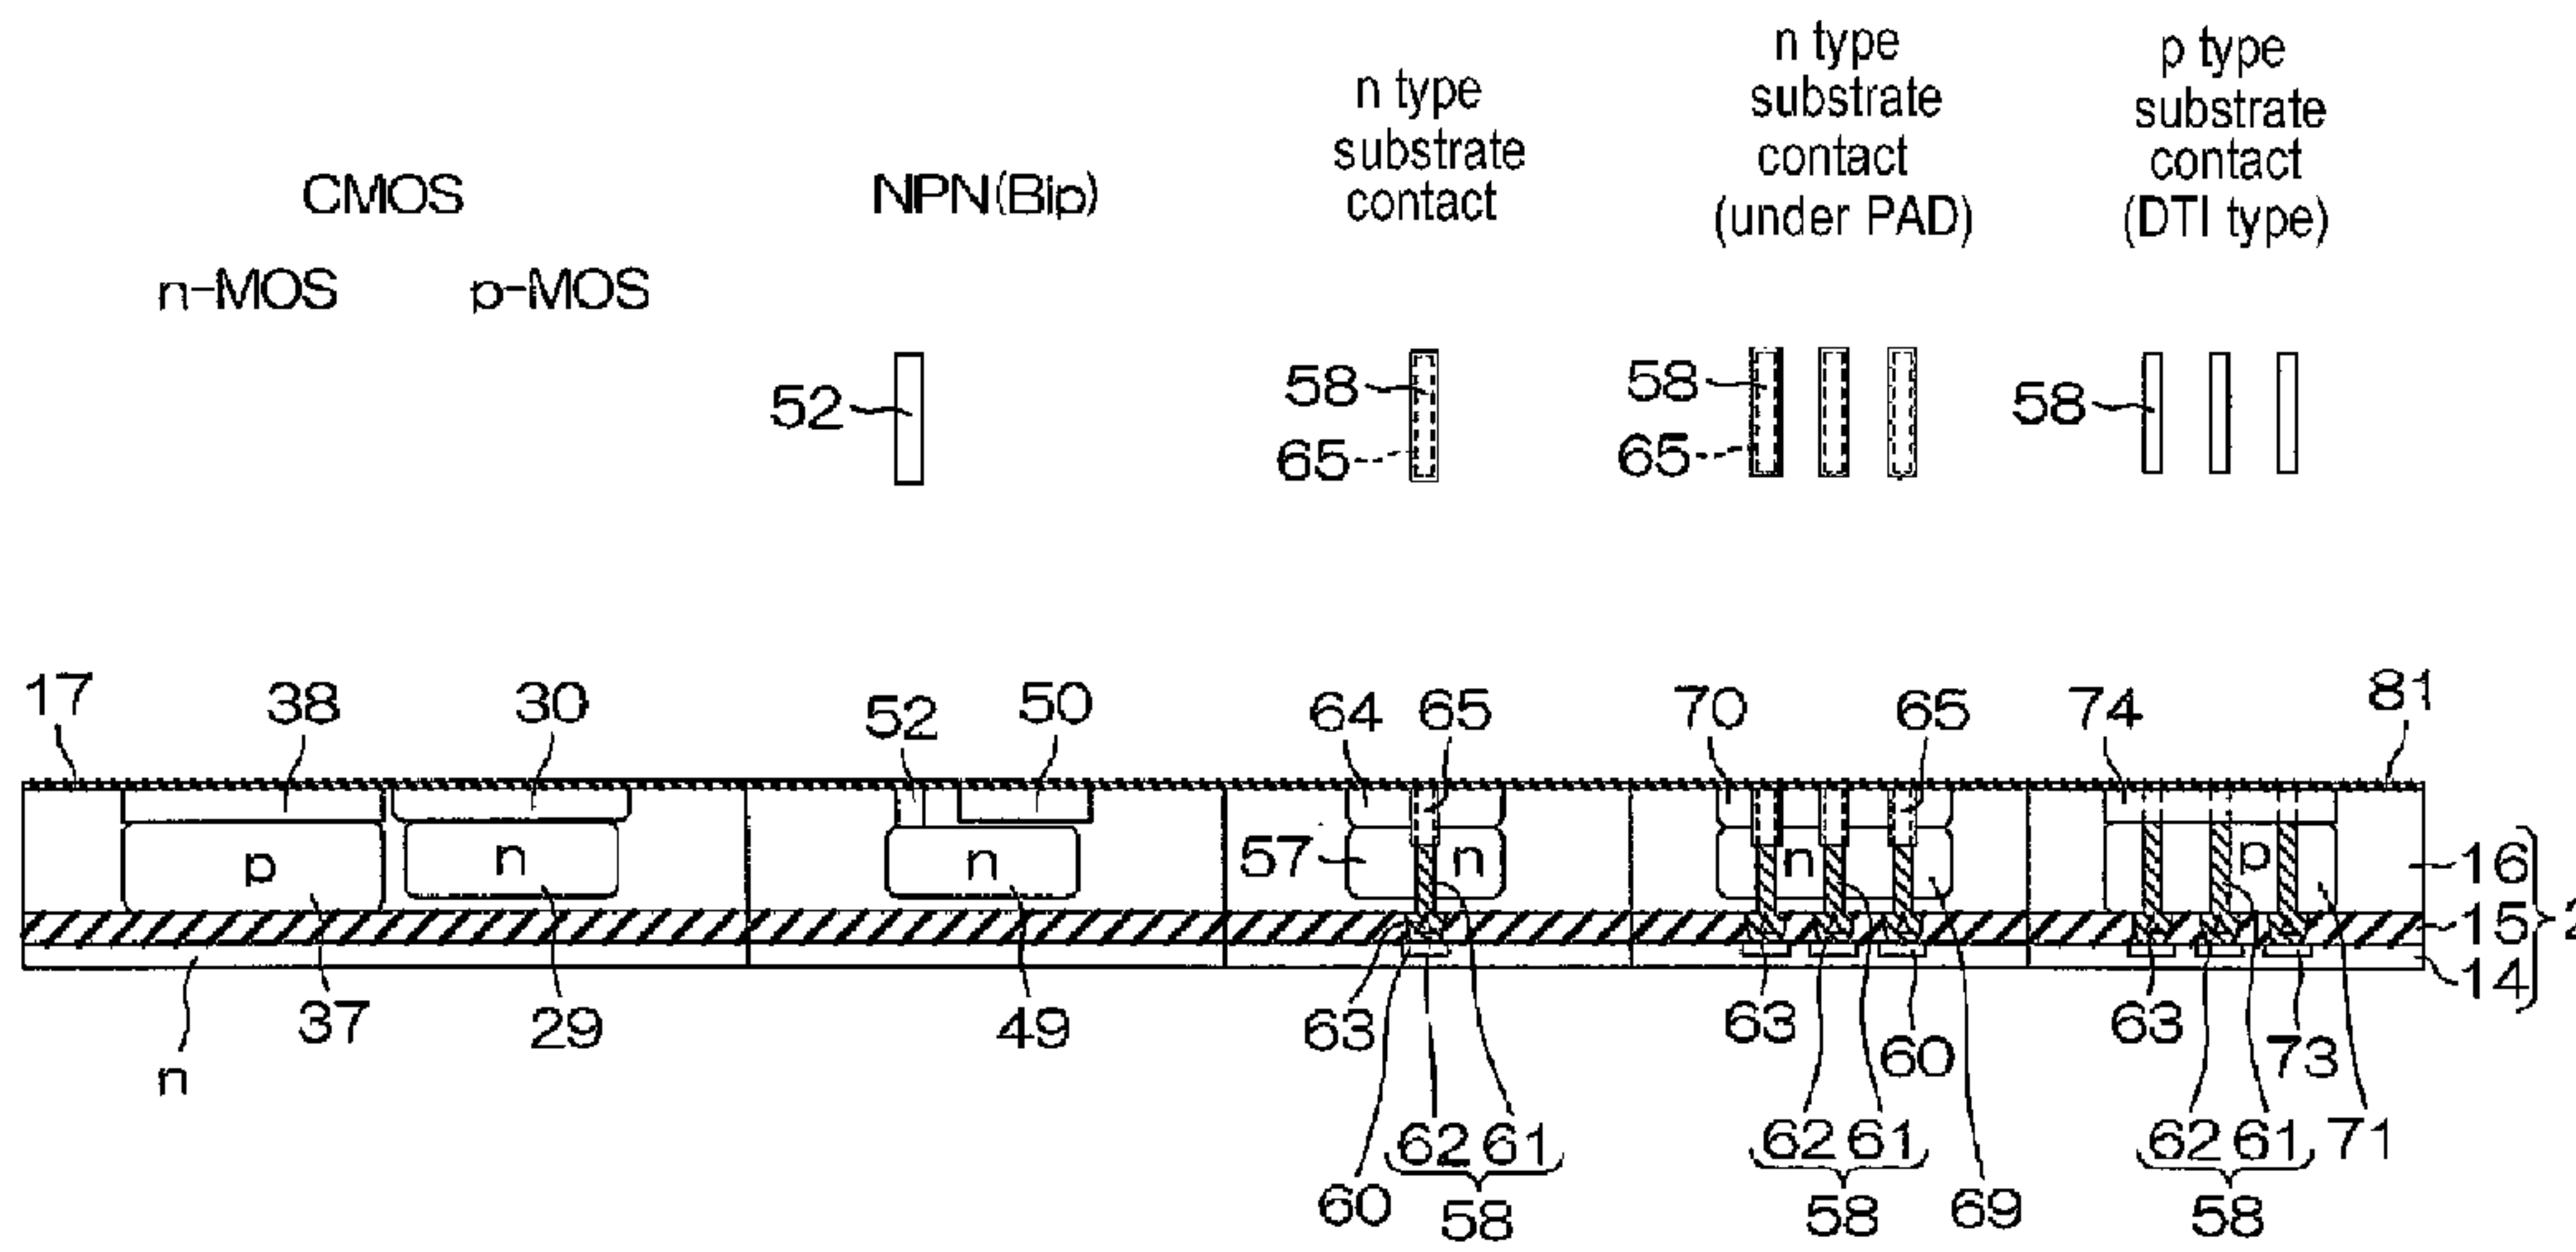 CMOS
n-MOS
p-MOS
NPN(Bip)
n type
substrate
contact
n type
substrate
contact
(under PAD)
p type
substrate
contact
(DTI type)
52
58
65
58
65
58
17
38
30
52
50
64
65
70
65
74
81
p
n
n
57
n
n
p
16
15
14
2
n
37
29
49
63
60
62 61
58
63
62 61
58
60
69
63
62 61
58
73
71